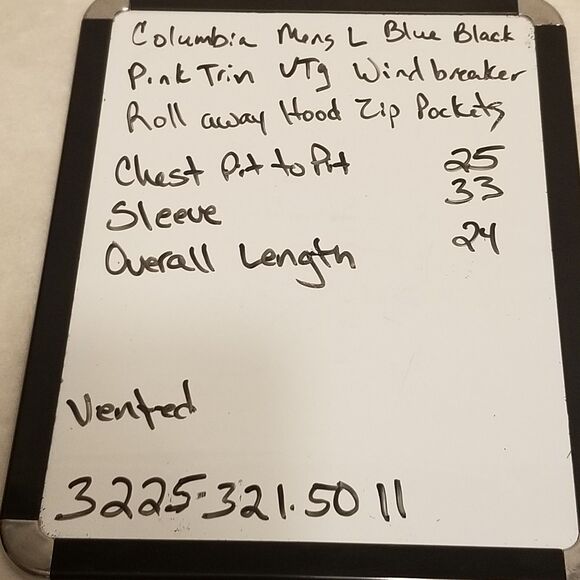 Columbia Mens L Blue Black
Pink Trin VTg Windbreaker
Roll away Hood Zip Pockets
Chest Pit to Pit 25
Sleeve 33
Overall Length 24
Vented
3225-321.50 11